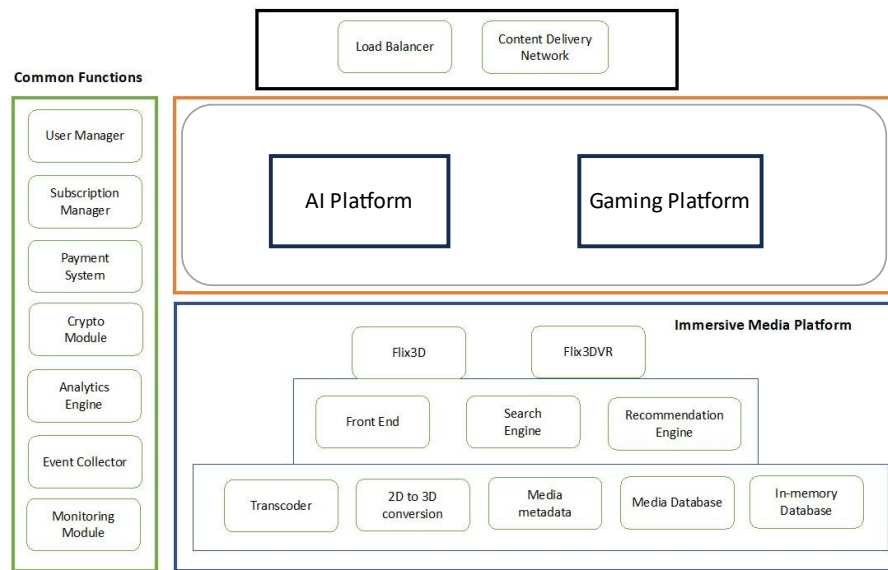 Load Balancer
Content Delivery
Network
Common Functions
User Manager
Subscription
Manager
Payment
System
Crypto
Module
Analytics
Engine
Event Collector
Monitoring
Module
AI Platform
Gaming Platform
Immersive Media Platform
Flix3D
Flix3DVR
Front End
Search
Engine
Recommendation
Engine
Transcoder
2D to 3D
conversion
Media
metadata
Media Database
In-memory
Database